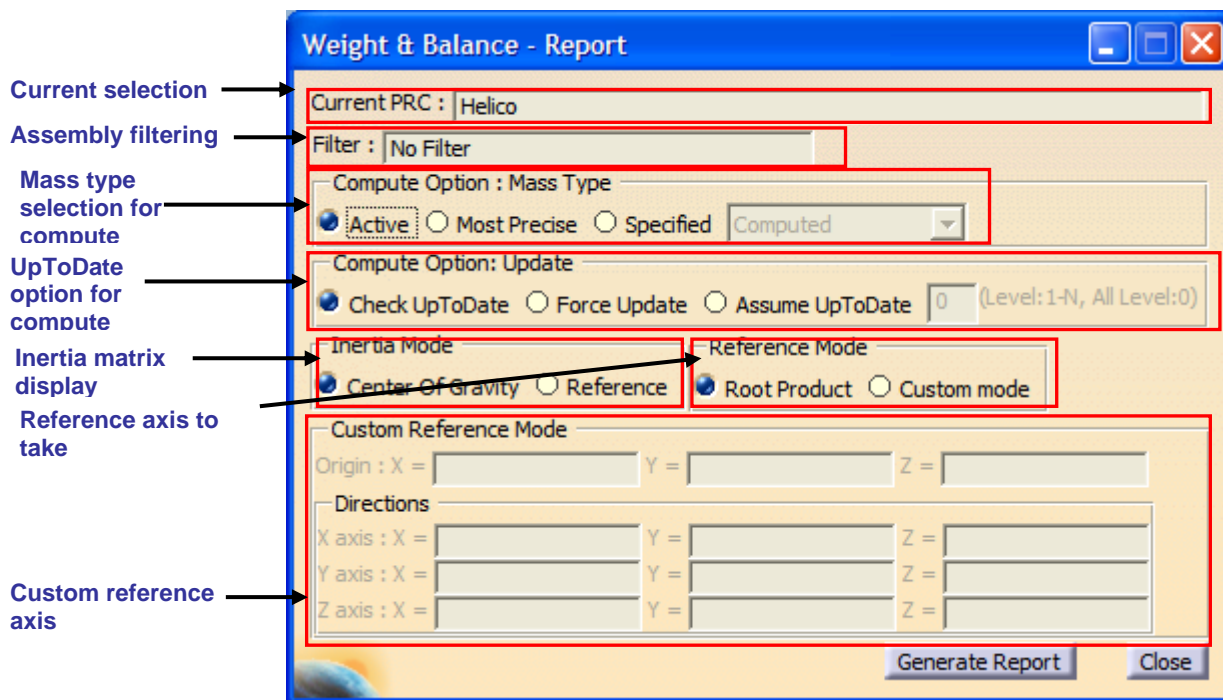 Weight & Balance - Report
Current selection
Current PRC : Helico
Assembly filtering
Filter : No Filter
Mass type
selection for
compute
Compute Option : Mass Type
Active Most Precise Specified Computed
UpToDate
option for
compute
Compute Option: Update
Check UpToDate Force Update Assume UpToDate 0 (Level:1-N, All Level:0)
Inertia matrix
display
Inertia Mode
Center Of Gravity Reference
Reference Mode
Root Product Custom mode
Reference axis to
take
Custom Reference Mode
Origin : X = Y = Z =
Directions
X axis : X = Y = Z =
Y axis : X = Y = Z =
Z axis : X = Y = Z =
Custom reference
axis
Generate Report Close